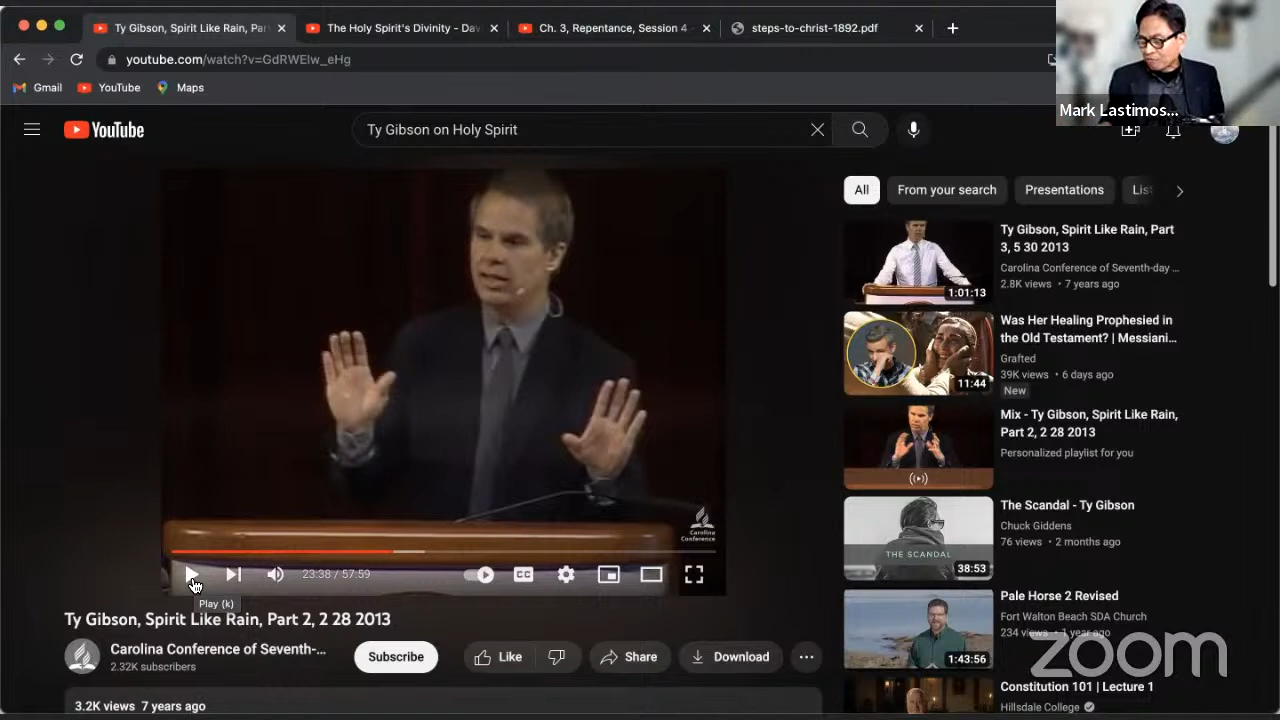 Ty Gibson, Spirit Like Rain, Par
The Holy Spirit's Divinity - Dav
Ch. 3, Repentance, Session 4 -
steps-to-christ-1892.pdf
youtube.com/watch?v=GdRWEIw_eHg
Gmail
YouTube
Maps
Mark Lastimos...
YouTube
Ty Gibson on Holy Spirit
All
From your search
Presentations
Lis
Ty Gibson, Spirit Like Rain, Part
3, 5 30 2013
Carolina Conference of Seventh-day ...
2.8K views • 7 years ago
1:01:13
Was Her Healing Prophesied in
the Old Testament? | Messiani...
Grafted
39K views • 6 days ago
New
11:44
Mix - Ty Gibson, Spirit Like Rain,
Part 2, 2 28 2013
Personalized playlist for you
The Scandal - Ty Gibson
Chuck Giddens
76 views • 2 months ago
THE SCANDAL
38:53
Pale Horse 2 Revised
Fort Walton Beach SDA Church
234 views • 1 year ago
1:43:56
Constitution 101 | Lecture 1
Hillsdale College
zoom
Carolina
Conference
23:38 / 57:59
CC
Play (k)
Ty Gibson, Spirit Like Rain, Part 2, 2 28 2013
Carolina Conference of Seventh-...
2.32K subscribers
Subscribe
Like
Share
Download
3.2K views 7 years ago